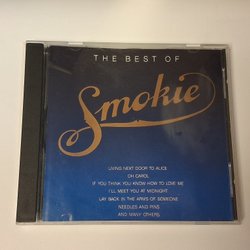 THE BEST OF
Smokie
LIVING NEXT DOOR TO ALICE
OH CAROL
IF YOU THINK YOU KNOW HOW TO LOVE ME
I'LL MEET YOU AT MIDNIGHT
LAY BACK IN THE ARMS OF SOMEONE
NEEDLES AND PINS
AND MANY OTHERS